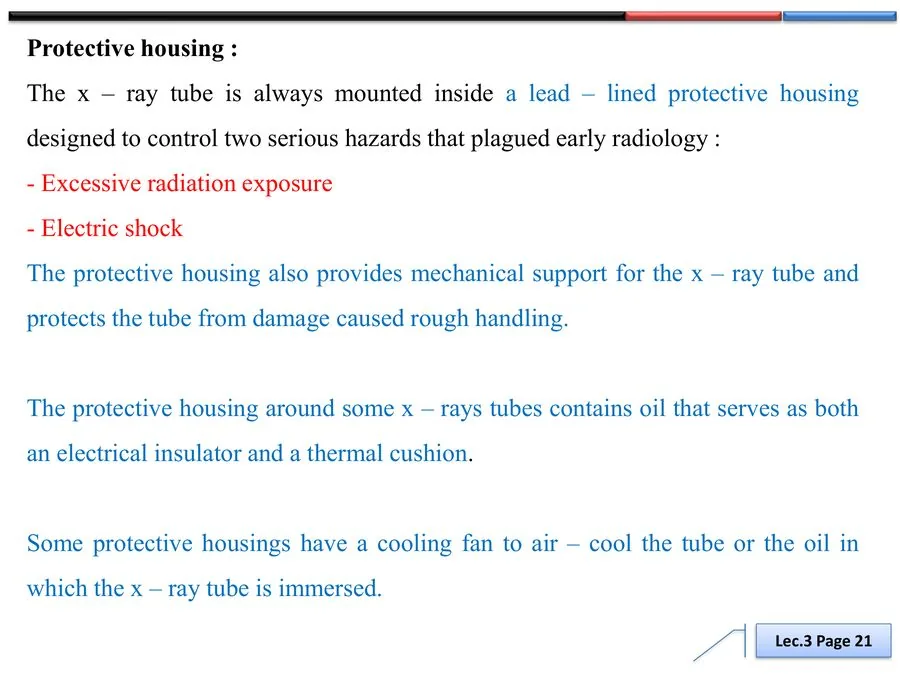 Protective housing :
The x – ray tube is always mounted inside a lead – lined protective housing
designed to control two serious hazards that plagued early radiology :
- Excessive radiation exposure
- Electric shock
The protective housing also provides mechanical support for the x – ray tube and
protects the tube from damage caused rough handling.
The protective housing around some x – rays tubes contains oil that serves as both
an electrical insulator and a thermal cushion.
Some protective housings have a cooling fan to air – cool the tube or the oil in
which the x – ray tube is immersed.
Lec.3 Page 21